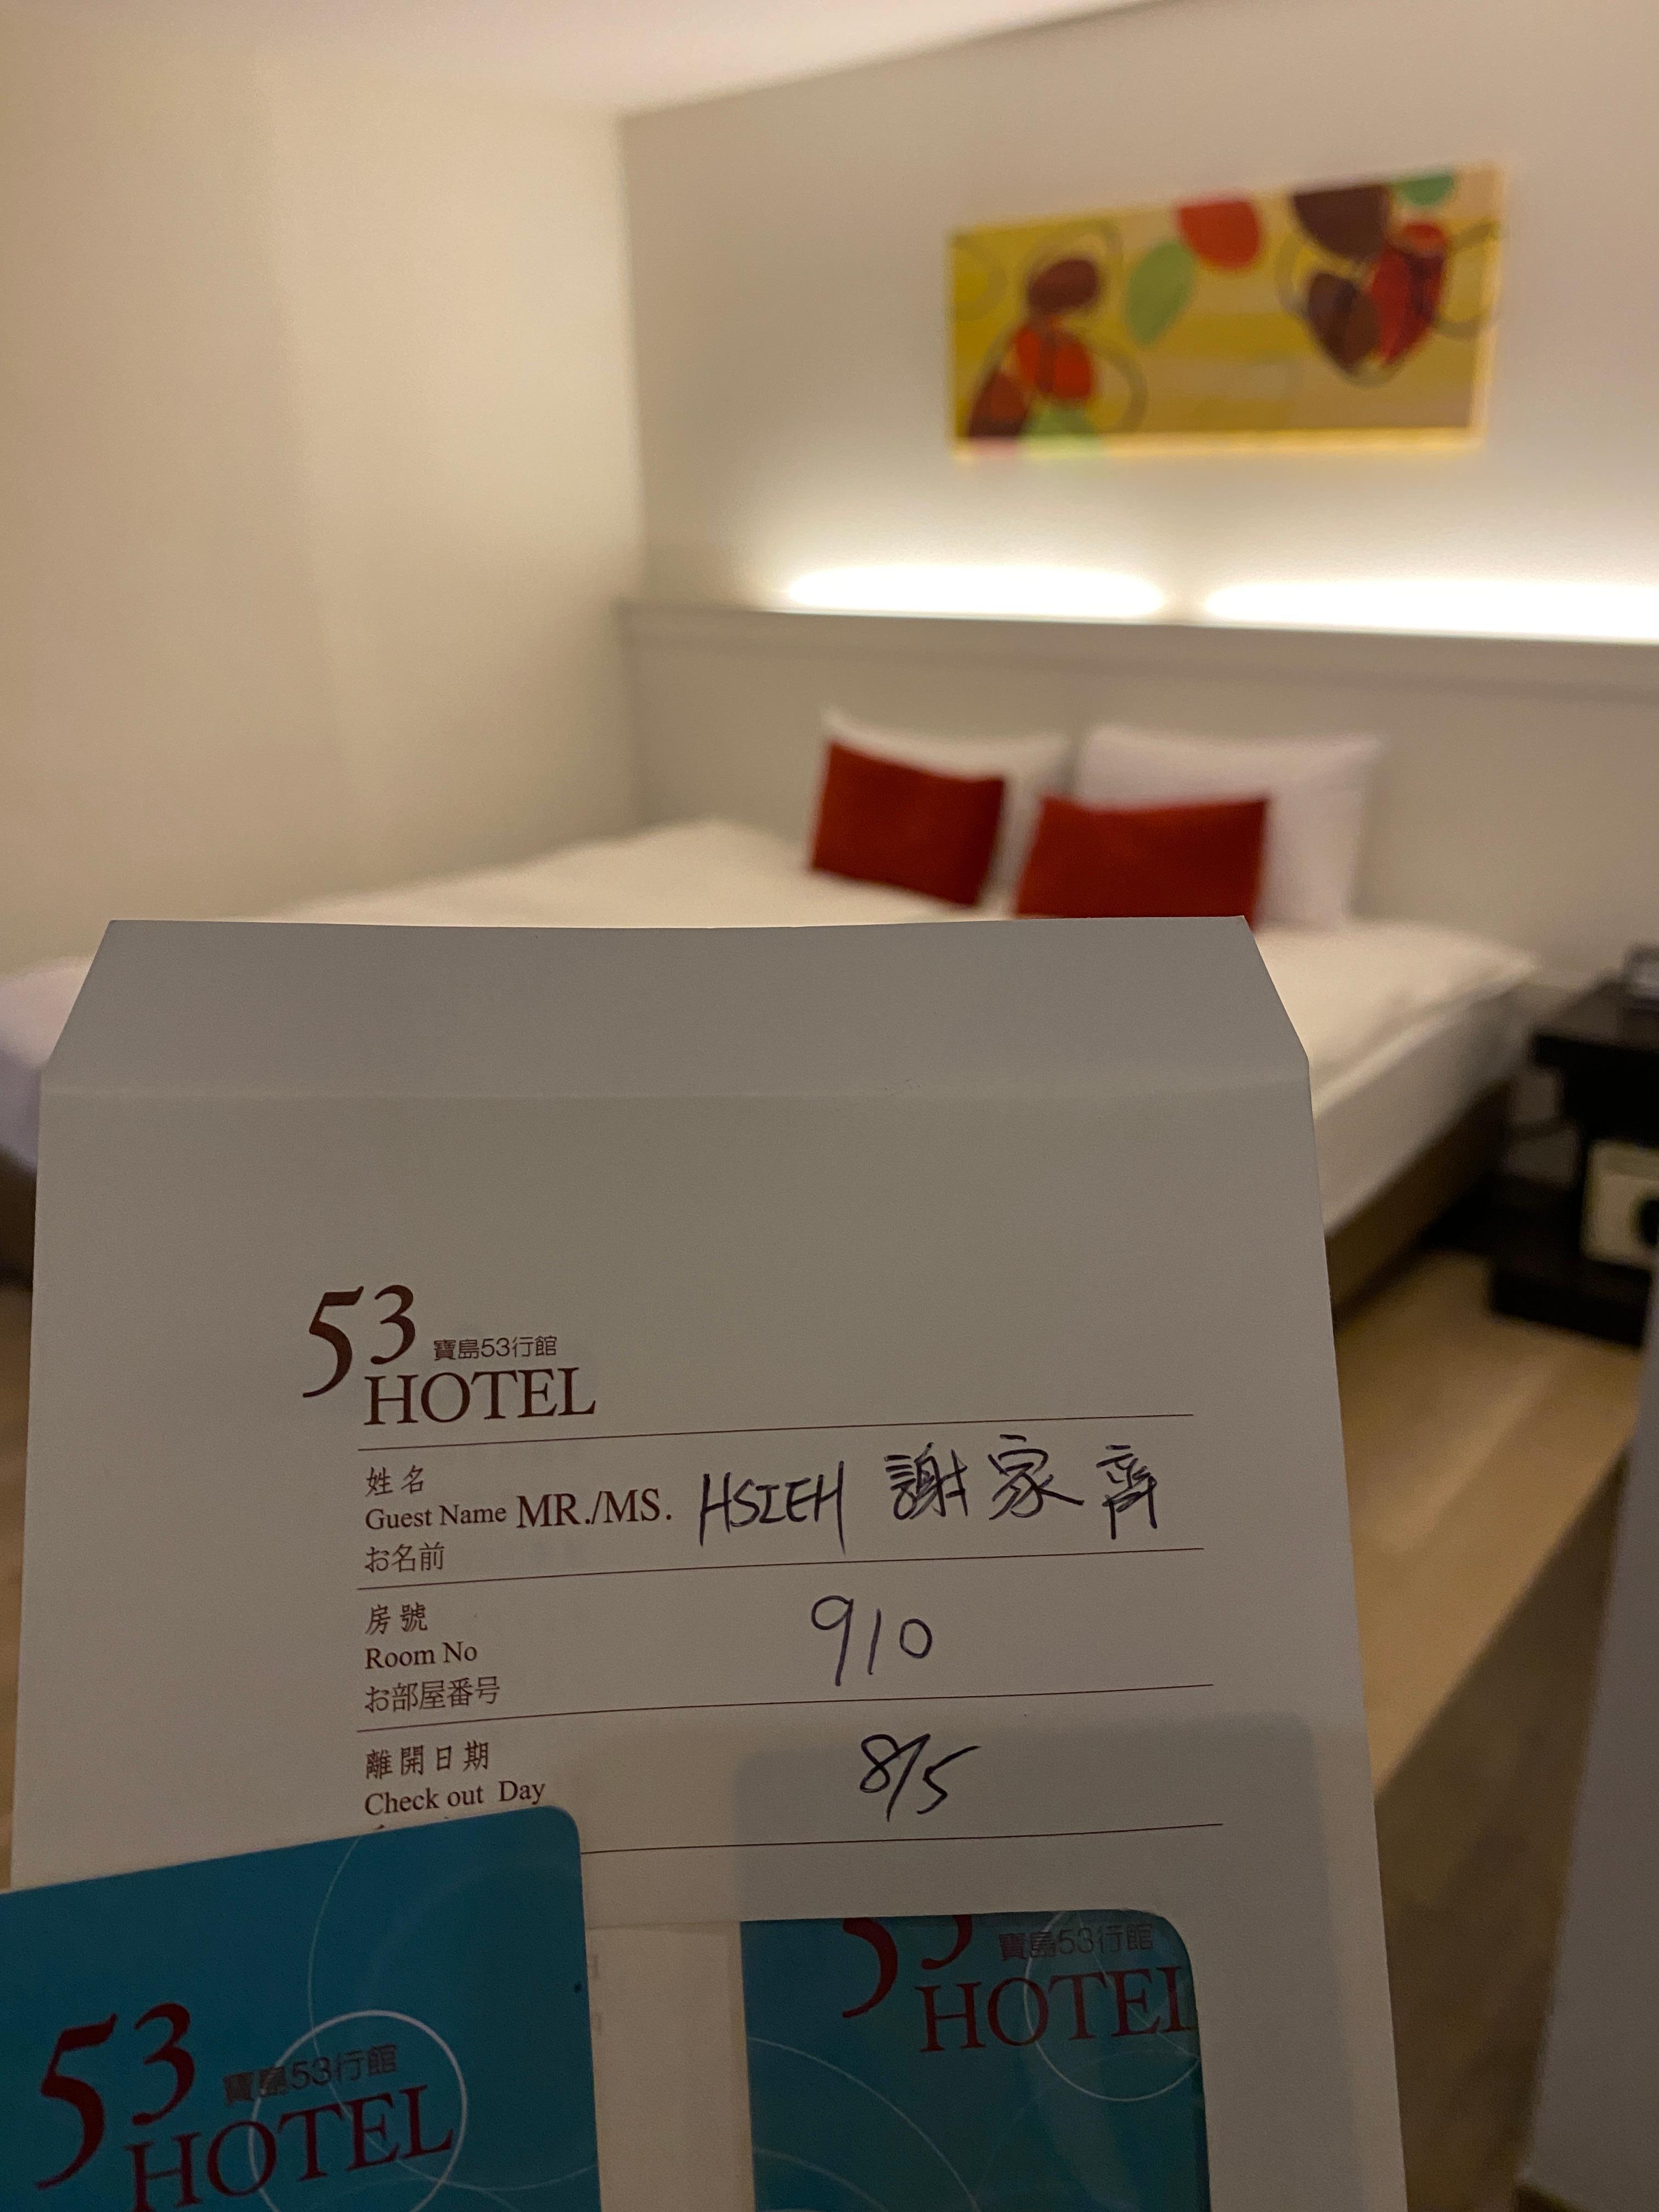 53 寶島53行館
HOTEL
姓名
Guest Name MR./MS. HSIEH 謝家齊
お名前
房號
Room No 910
お部屋番号
離開日期
Check out Day 8/5
53 寶島53行館
HOTEL
53 寶島53行館
HOTEL